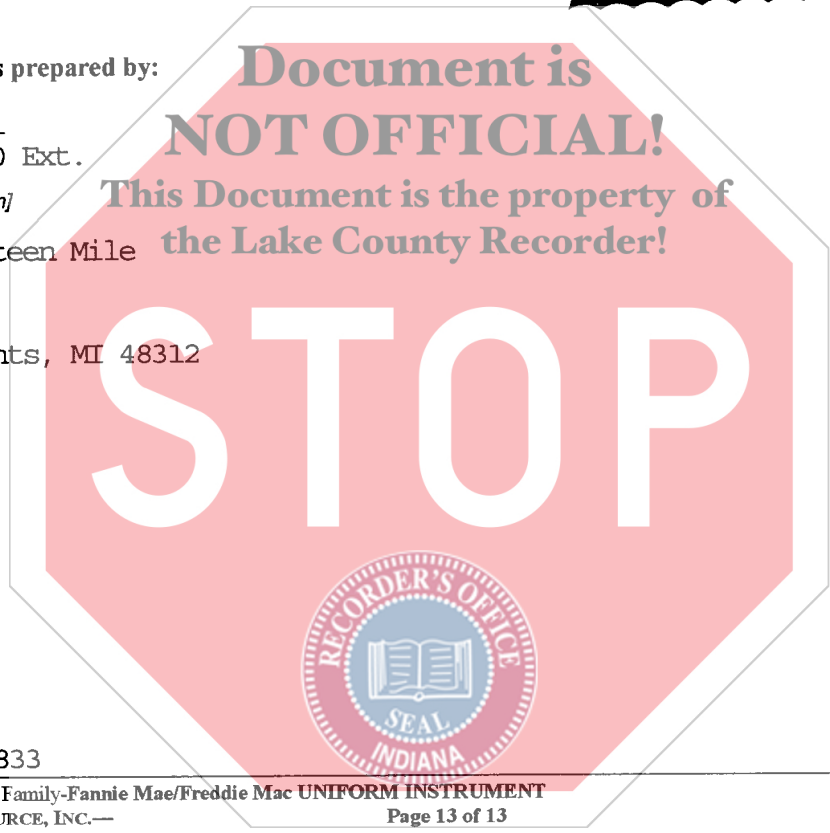 prepared by:
Document is
NOT OFFICIAL!
Ext.
This Document is the property of
the Lake County Recorder!
teen Mile
nts, MI 48312
STOP
RECORDER'S OFFICE
SEAL
INDIANA
833
Family-Fannie Mae/Freddie Mac UNIFORM INSTRUMENT
URCE, INC.—
Page 13 of 13